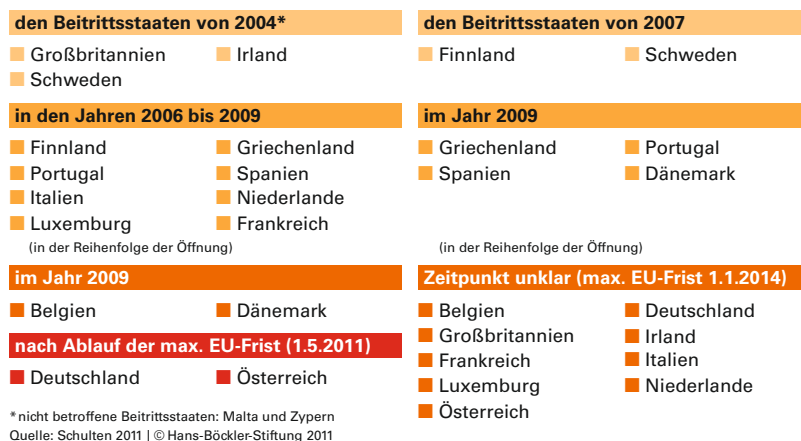 den Beitrittsstaaten von 2004*
Großbritannien
Irland
Schweden
in den Jahren 2006 bis 2009
Finnland
Griechenland
Portugal
Spanien
Italien
Niederlande
Luxemburg
Frankreich
(in der Reihenfolge der Öffnung)
im Jahr 2009
Belgien
Dänemark
nach Ablauf der max. EU-Frist (1.5.2011)
Deutschland
Österreich
*nicht betroffene Beitrittsstaaten: Malta und Zypern
Quelle: Schulten 2011 | © Hans-Böckler-Stiftung 2011
den Beitrittsstaaten von 2007
Finnland
Schweden
im Jahr 2009
Griechenland
Portugal
Spanien
Dänemark
(in der Reihenfolge der Öffnung)
Zeitpunkt unklar (max. EU-Frist 1.1.2014)
Belgien
Deutschland
Großbritannien
Irland
Frankreich
Italien
Luxemburg
Niederlande
Österreich